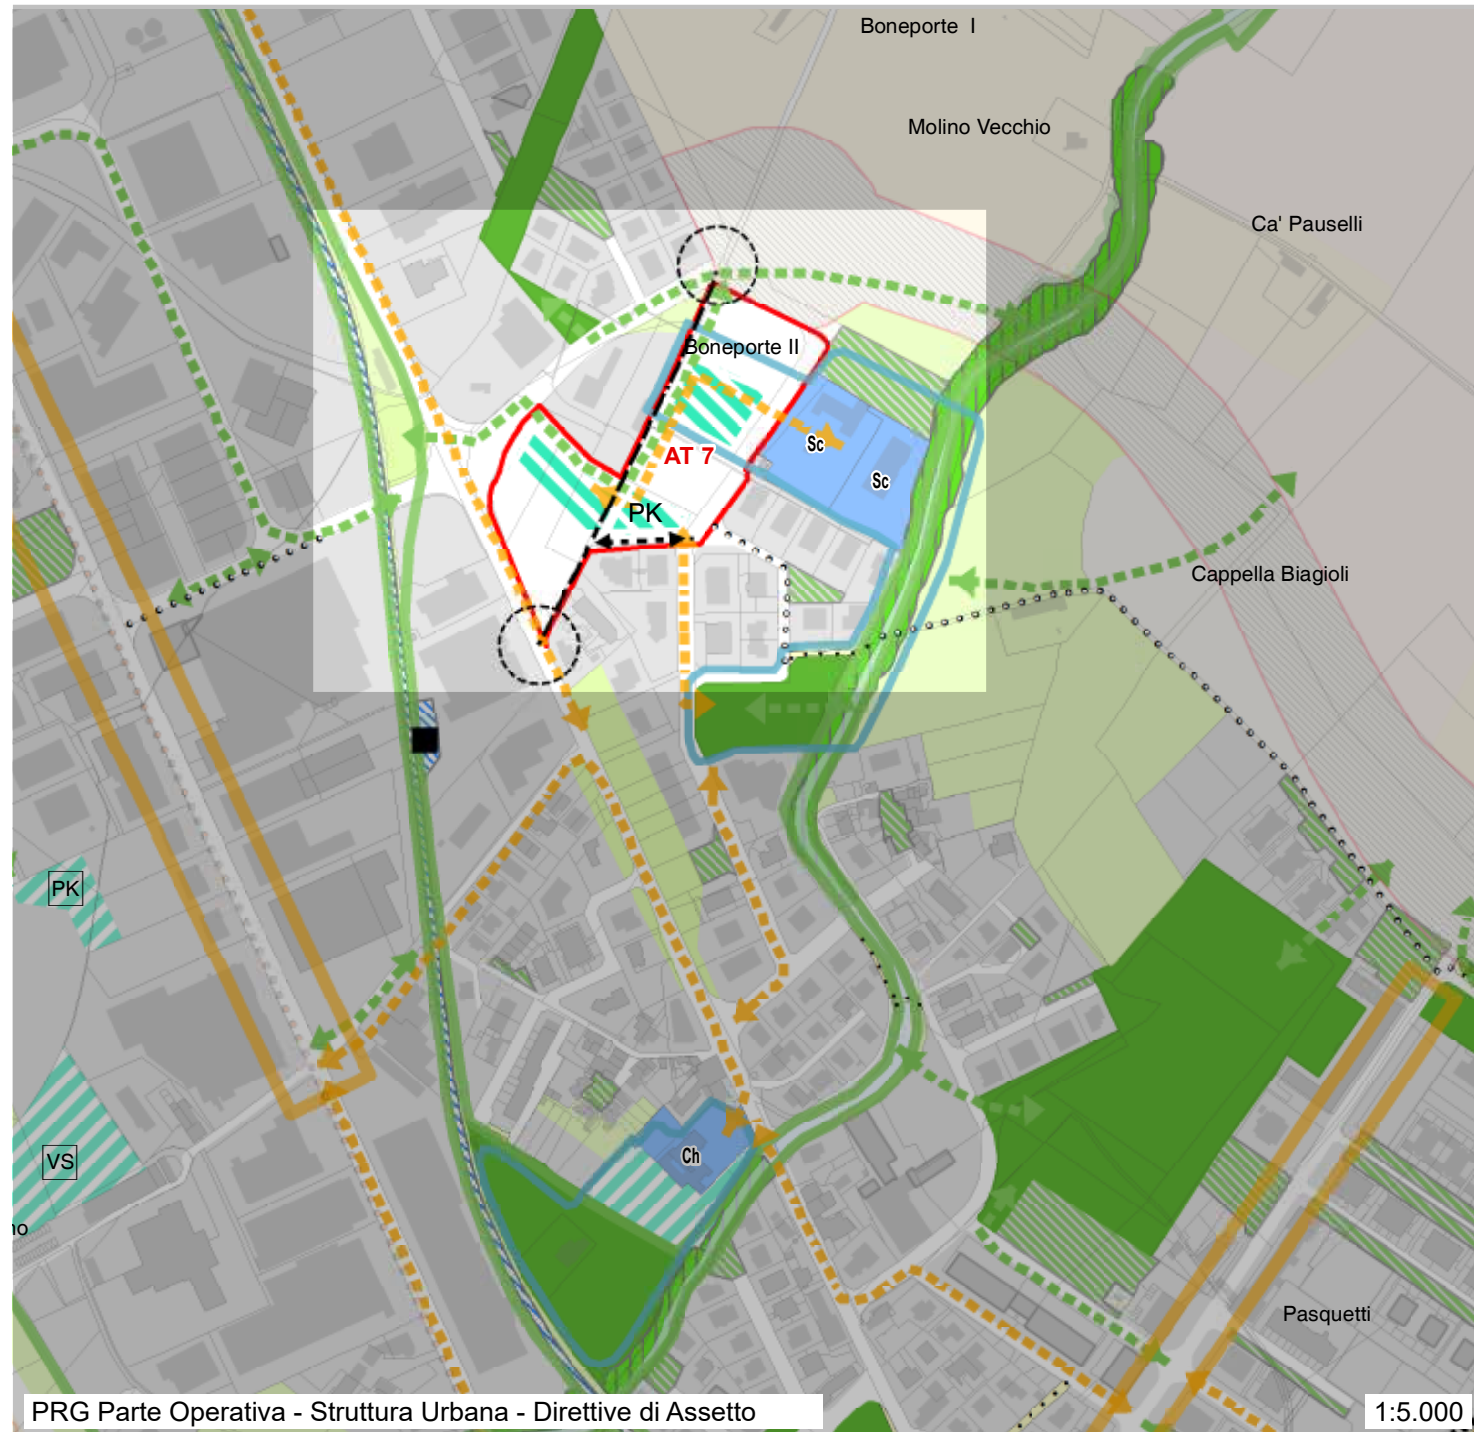 Boneporte I
Molino Vecchio
Ca' Pauselli
Boneporte II
Sc
AT 7
Sc
PK
Cappella Biagioli
PK
Ch
VS
no
Pasquetti
PRG Parte Operativa - Struttura Urbana - Direttive di Assetto
1:5.000